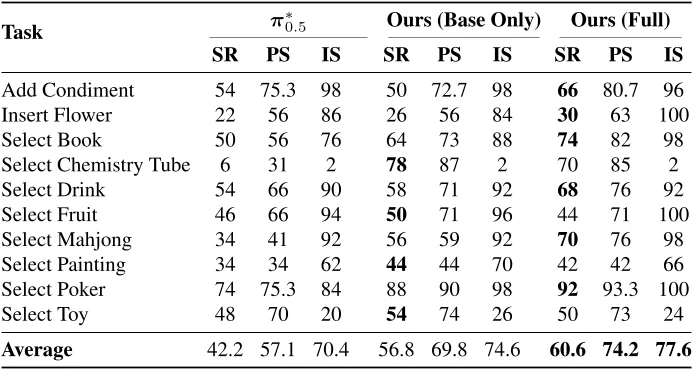 Task π*0.5 Ours (Base Only) Ours (Full)
SR PS IS SR PS IS SR PS IS
Add Condiment 54 75.3 98 50 72.7 98 66 80.7 96
Insert Flower 22 56 86 26 56 84 30 63 100
Select Book 50 56 76 64 73 88 74 82 98
Select Chemistry Tube 6 31 2 78 87 2 70 85 2
Select Drink 54 66 90 58 71 92 68 76 92
Select Fruit 46 66 94 50 71 96 44 71 100
Select Mahjong 34 41 92 56 59 92 70 76 98
Select Painting 34 34 62 44 44 70 42 42 66
Select Poker 74 75.3 84 88 90 98 92 93.3 100
Select Toy 48 70 20 54 74 26 50 73 24
Average 42.2 57.1 70.4 56.8 69.8 74.6 60.6 74.2 77.6